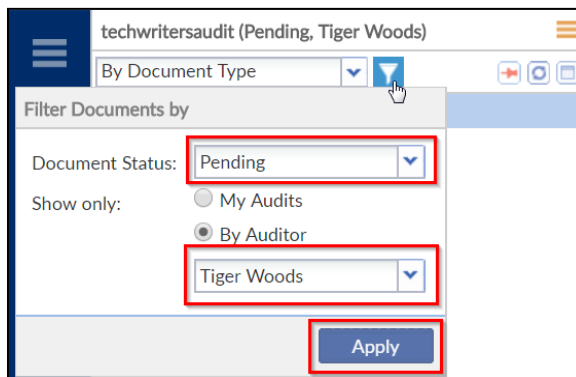 techwritersaudit (Pending, Tiger Woods)
By Document Type
Filter Documents by
Document Status: Pending
Show only: My Audits
By Auditor
Tiger Woods
Apply